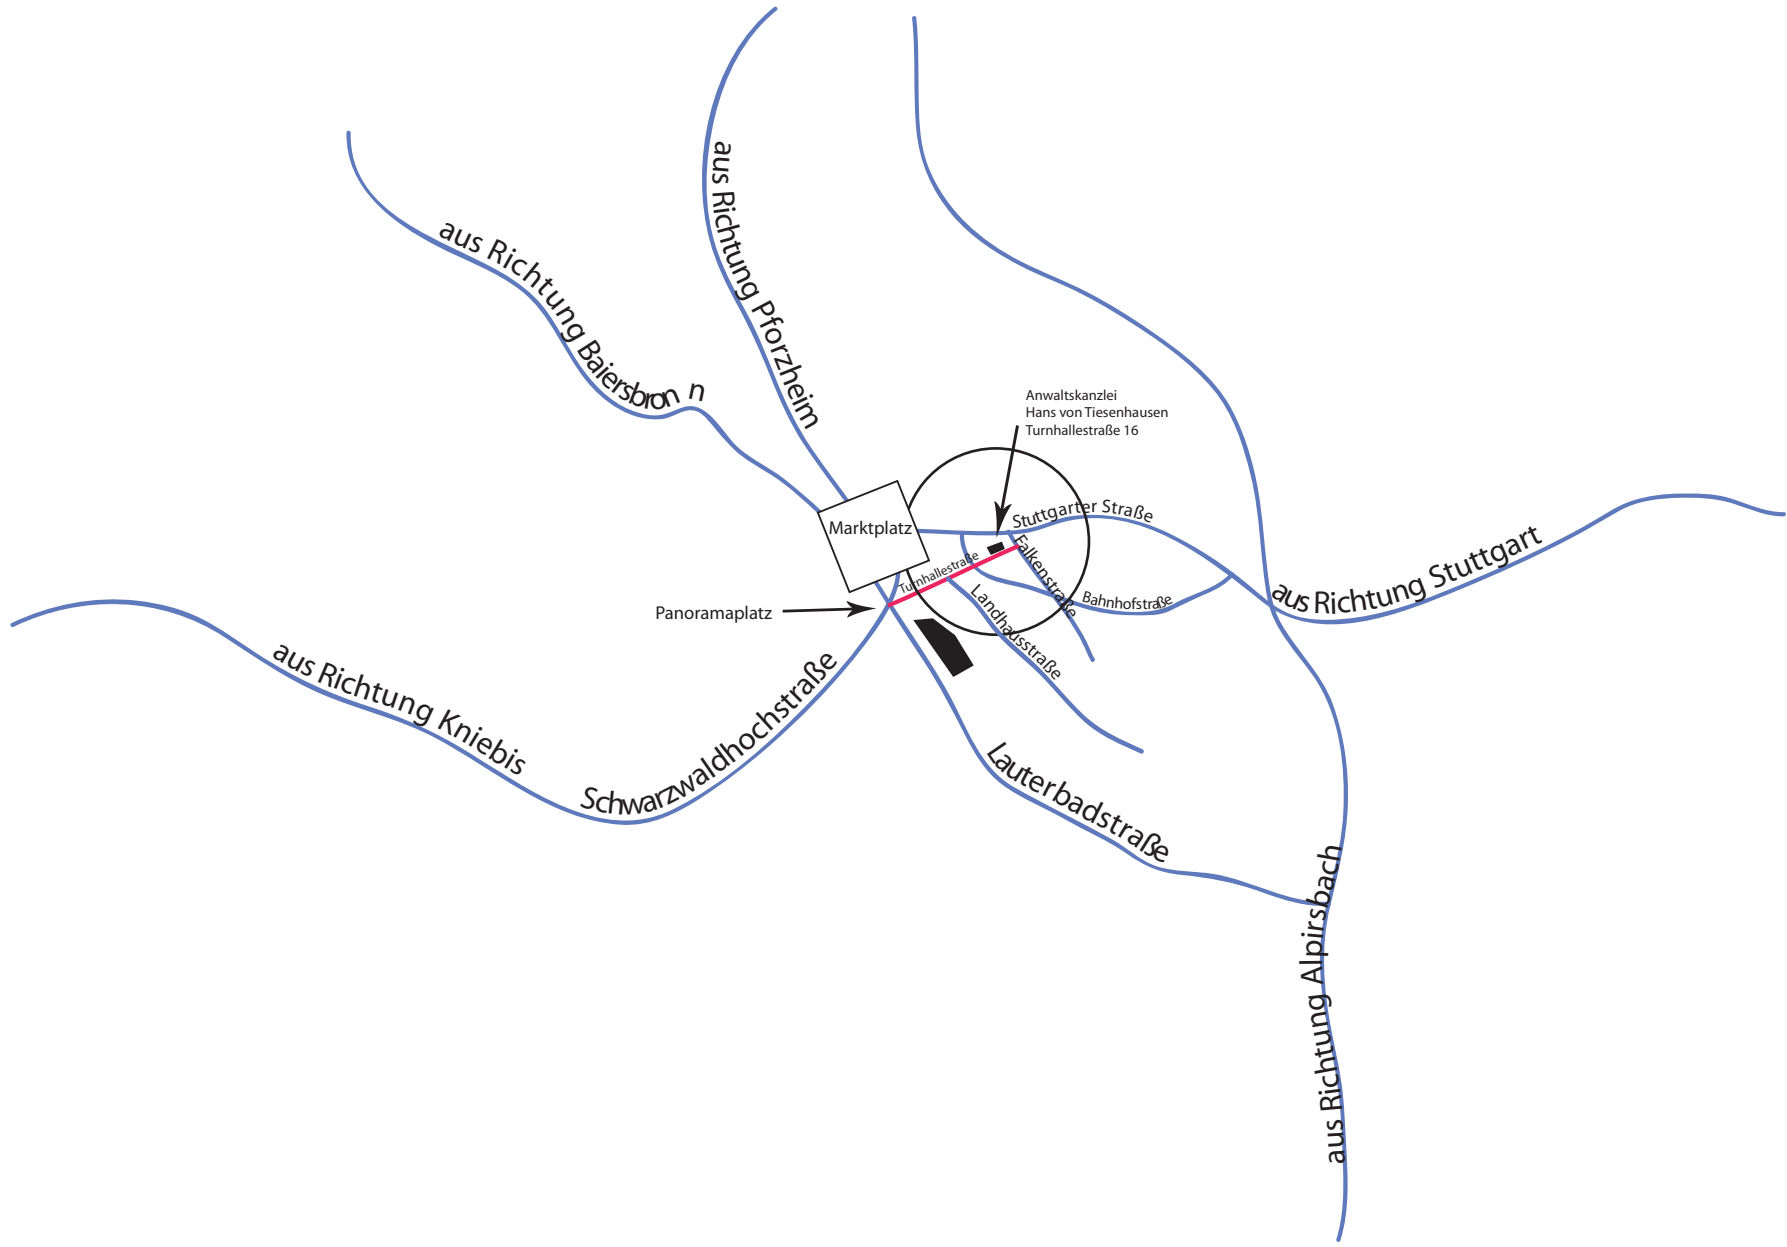 aus Richtung Pforzheim
aus Richtung Baiersbronn
Anwaltskanzlei
Hans von Tiesenhausen
Turnhallestraße 16
Marktplatz
Stuttgarter Straße
Falkenstraße
Turnhallestraße
Bahnhofstraße
Landhausstraße
aus Richtung Stuttgart
Panoramaplatz
aus Richtung Kniebis
Schwarzwaldhochstraße
Lauterbadstraße
aus Richtung Alpirsbach